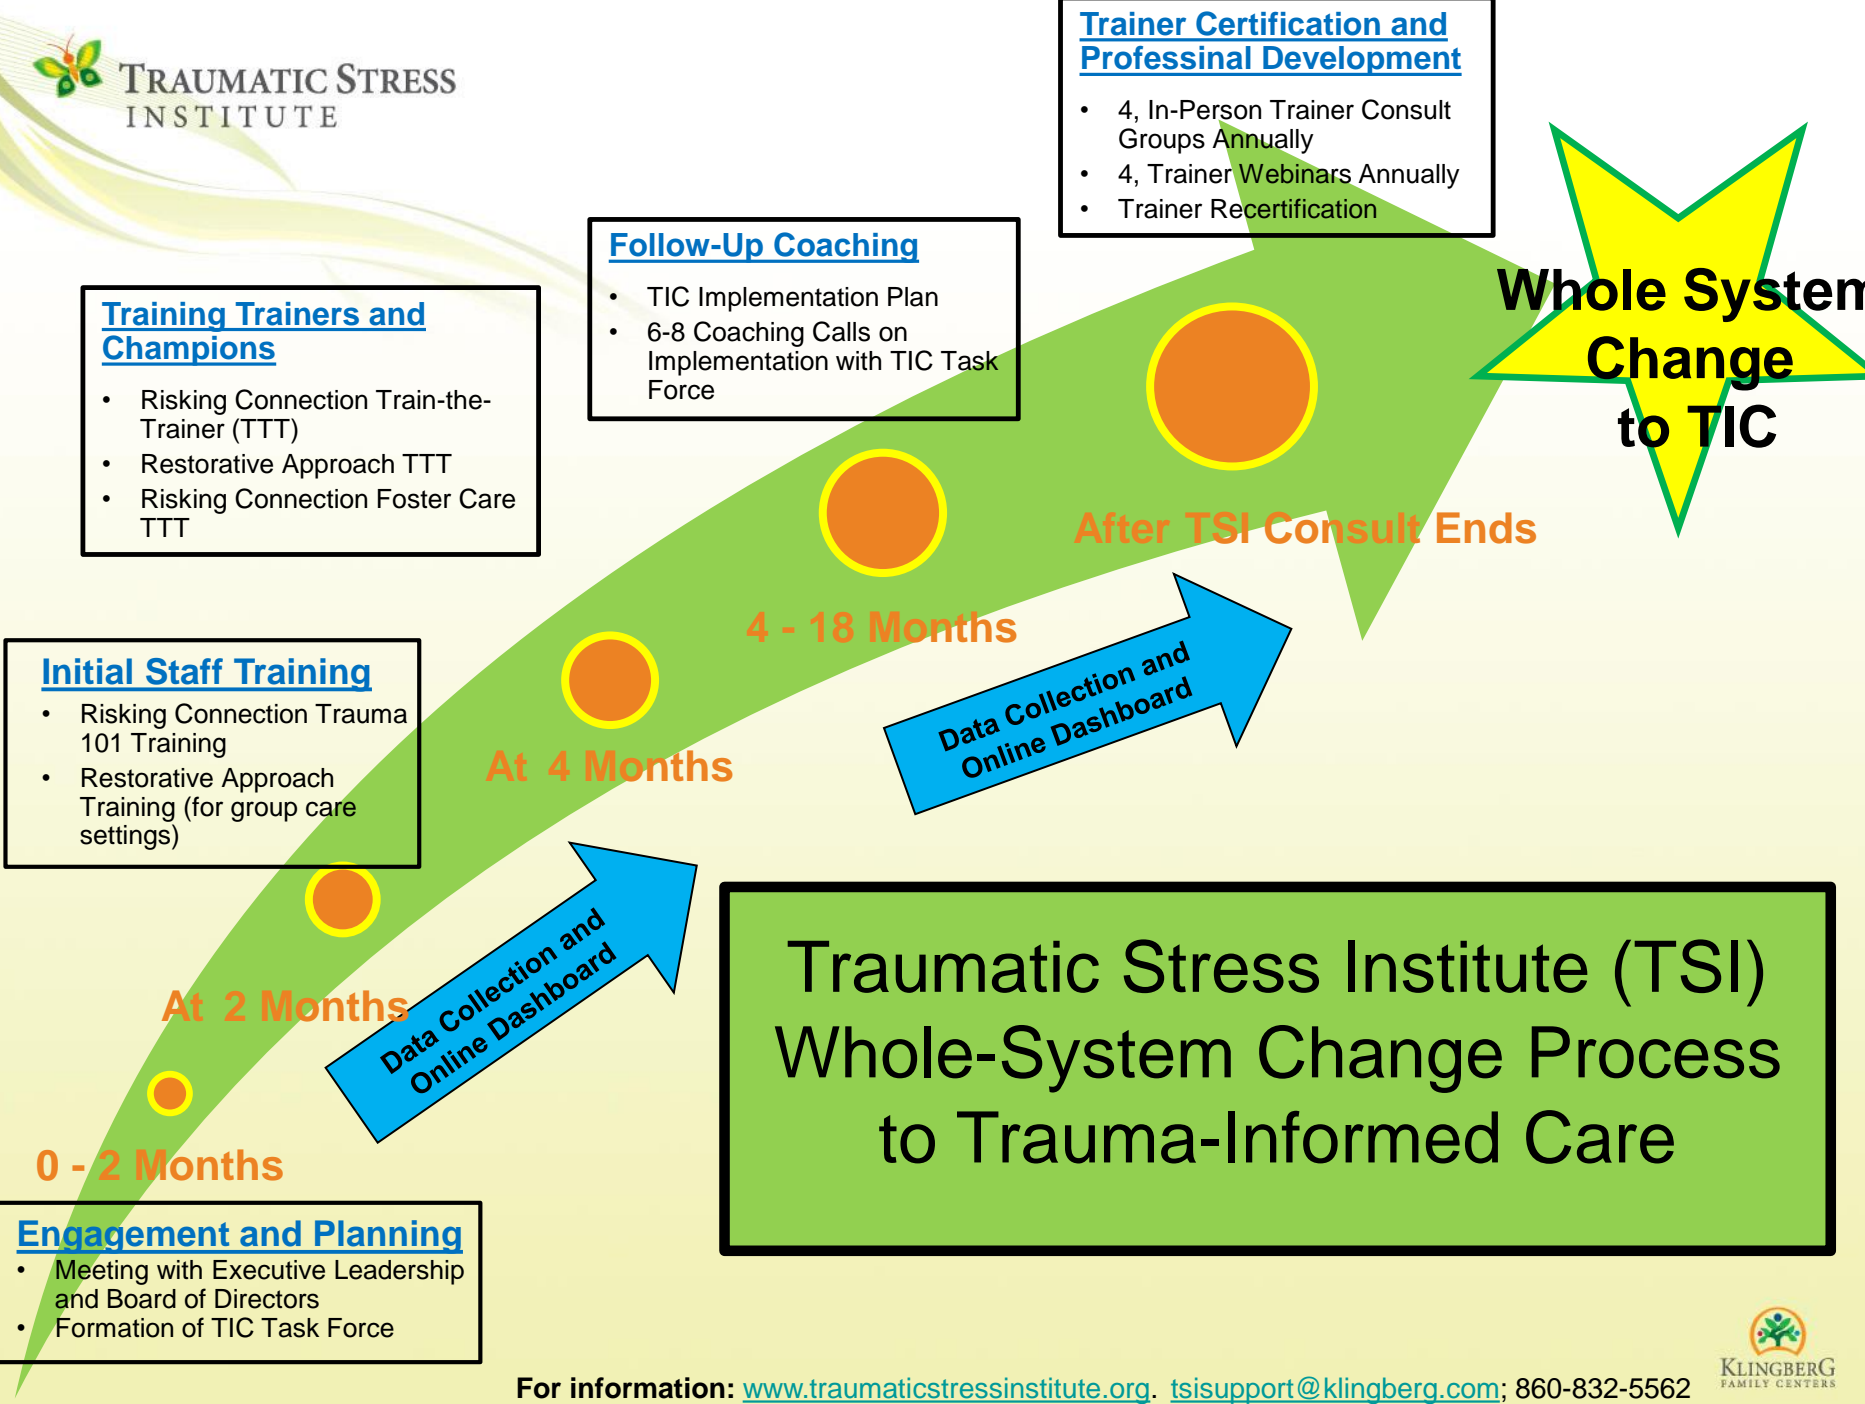 TRAUMATIC STRESS
INSTITUTE
Trainer Certification and
Professinal Development
• 4, In-Person Trainer Consult
Groups Annually
• 4, Trainer Webinars Annually
• Trainer Recertification
Follow-Up Coaching
• TIC Implementation Plan
• 6-8 Coaching Calls on
Implementation with TIC Task
Force
Training Trainers and
Champions
• Risking Connection Train-the-
Trainer (TTT)
• Restorative Approach TTT
• Risking Connection Foster Care
TTT
Whole System
Change
to TIC
After TSI Consult Ends
4 - 18 Months
Initial Staff Training
• Risking Connection Trauma
101 Training
• Restorative Approach
Training (for group care
settings)
At 4 Months
Data Collection and
Online Dashboard
At 2 Months
Data Collection and
Online Dashboard
Traumatic Stress Institute (TSI)
Whole-System Change Process
to Trauma-Informed Care
0 - 2 Months
Engagement and Planning
• Meeting with Executive Leadership
and Board of Directors
• Formation of TIC Task Force
KLINGBERG
FAMILY CENTERS
For information: www.traumaticstressinstitute.org. tsisupport@klingberg.com; 860-832-5562